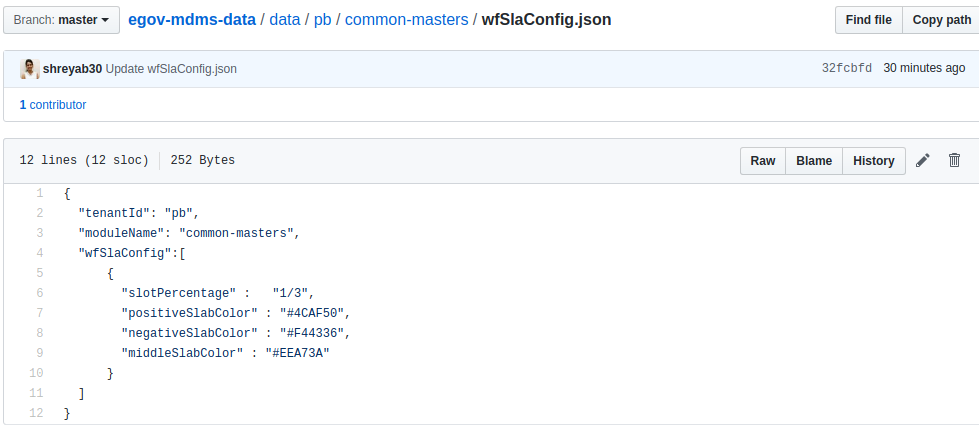 Branch: master egov-mdms-data / data / pb / common-masters / wfSlaConfig.json Find file Copy path
shreyab30 Update wfSlaConfig.json 32fcbfd 30 minutes ago
1 contributor
12 lines (12 sloc) 252 Bytes Raw Blame History
1 {
2 "tenantId": "pb",
3 "moduleName": "common-masters",
4 "wfSlaConfig":[
5 {
6 "slotPercentage" :   "1/3",
7 "positiveSlabColor" : "#4CAF50",
8 "negativeSlabColor" : "#F44336",
9 "middleSlabColor" : "#EEA73A"
10 }
11 ]
12 }